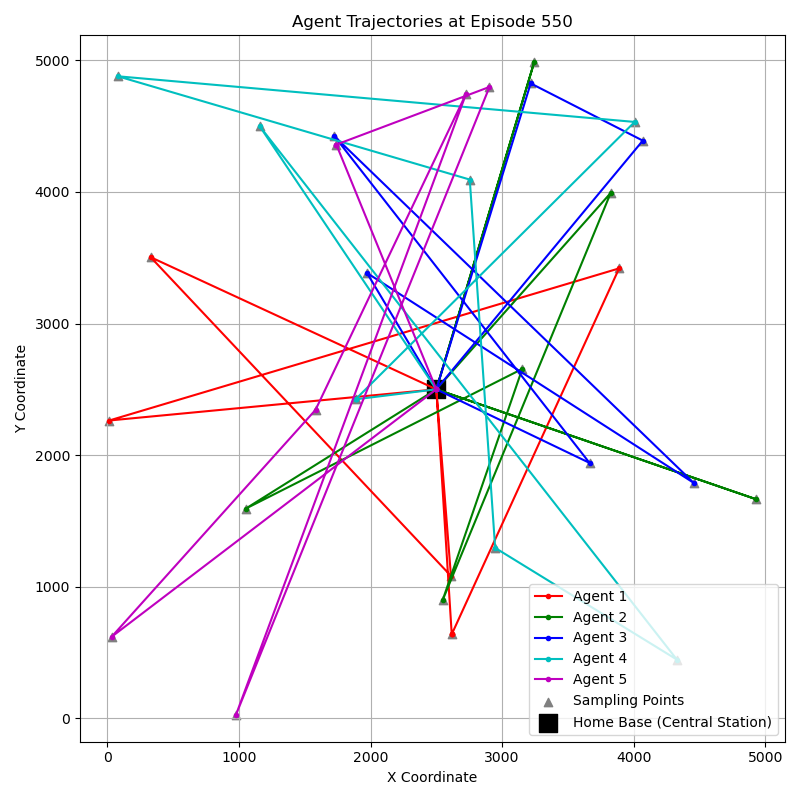 Agent Trajectories at Episode 550
Y Coordinate
5000
4000
3000
2000
1000
0
0 1000 2000 3000 4000 5000
X Coordinate
Agent 1
Agent 2
Agent 3
Agent 4
Agent 5
Sampling Points
Home Base (Central Station)